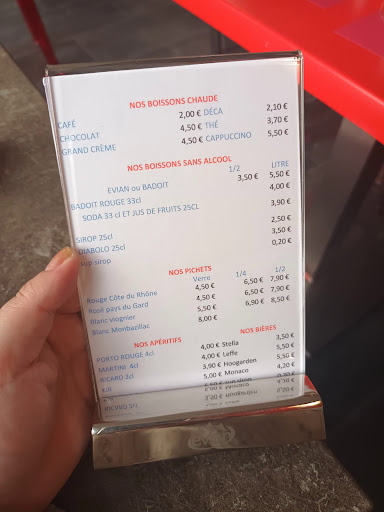 NOS BOISSONS CHAUDE
CAFÉ 2,00 € DÉCA 2,10 €
CHOCOLAT 4,50 € THÉ 3,70 €
GRAND CRÈME 4,50 € CAPPUCCINO 5,50 €
NOS BOISSONS SANS ALCOOL
1/2 LITRE
EVIAN ou BADOIT 3,50 € 5,50 €
BADOIT ROUGE 33cl 4,00 €
SODA 33 cl ET JUS DE FRUITS 25CL 3,90 €
SIROP 25cl 2,50 €
DIABOLO 25cl 3,50 €
sup sirop 0,20 €
NOS PICHETS
Verre 1/4 1/2
Rouge Côte du Rhône 4,50 € 6,50 € 7,90 €
Rosé pays du Gard 4,50 € 6,50 € 7,90 €
Blanc viognier 5,50 € 6,90 € 8,50 €
Blanc Monbazillac 8,00 €
NOS APÉRITIFS NOS BIÈRES
PORTO ROUGE 4cl 4,00 € Stella 3,50 €
MARTINI 4cl 4,00 € Leffe 5,50 €
RICARD 2cl 3,90 € Hoogarden 5,50 €
KIR 5,00 € Monaco 4,20 €